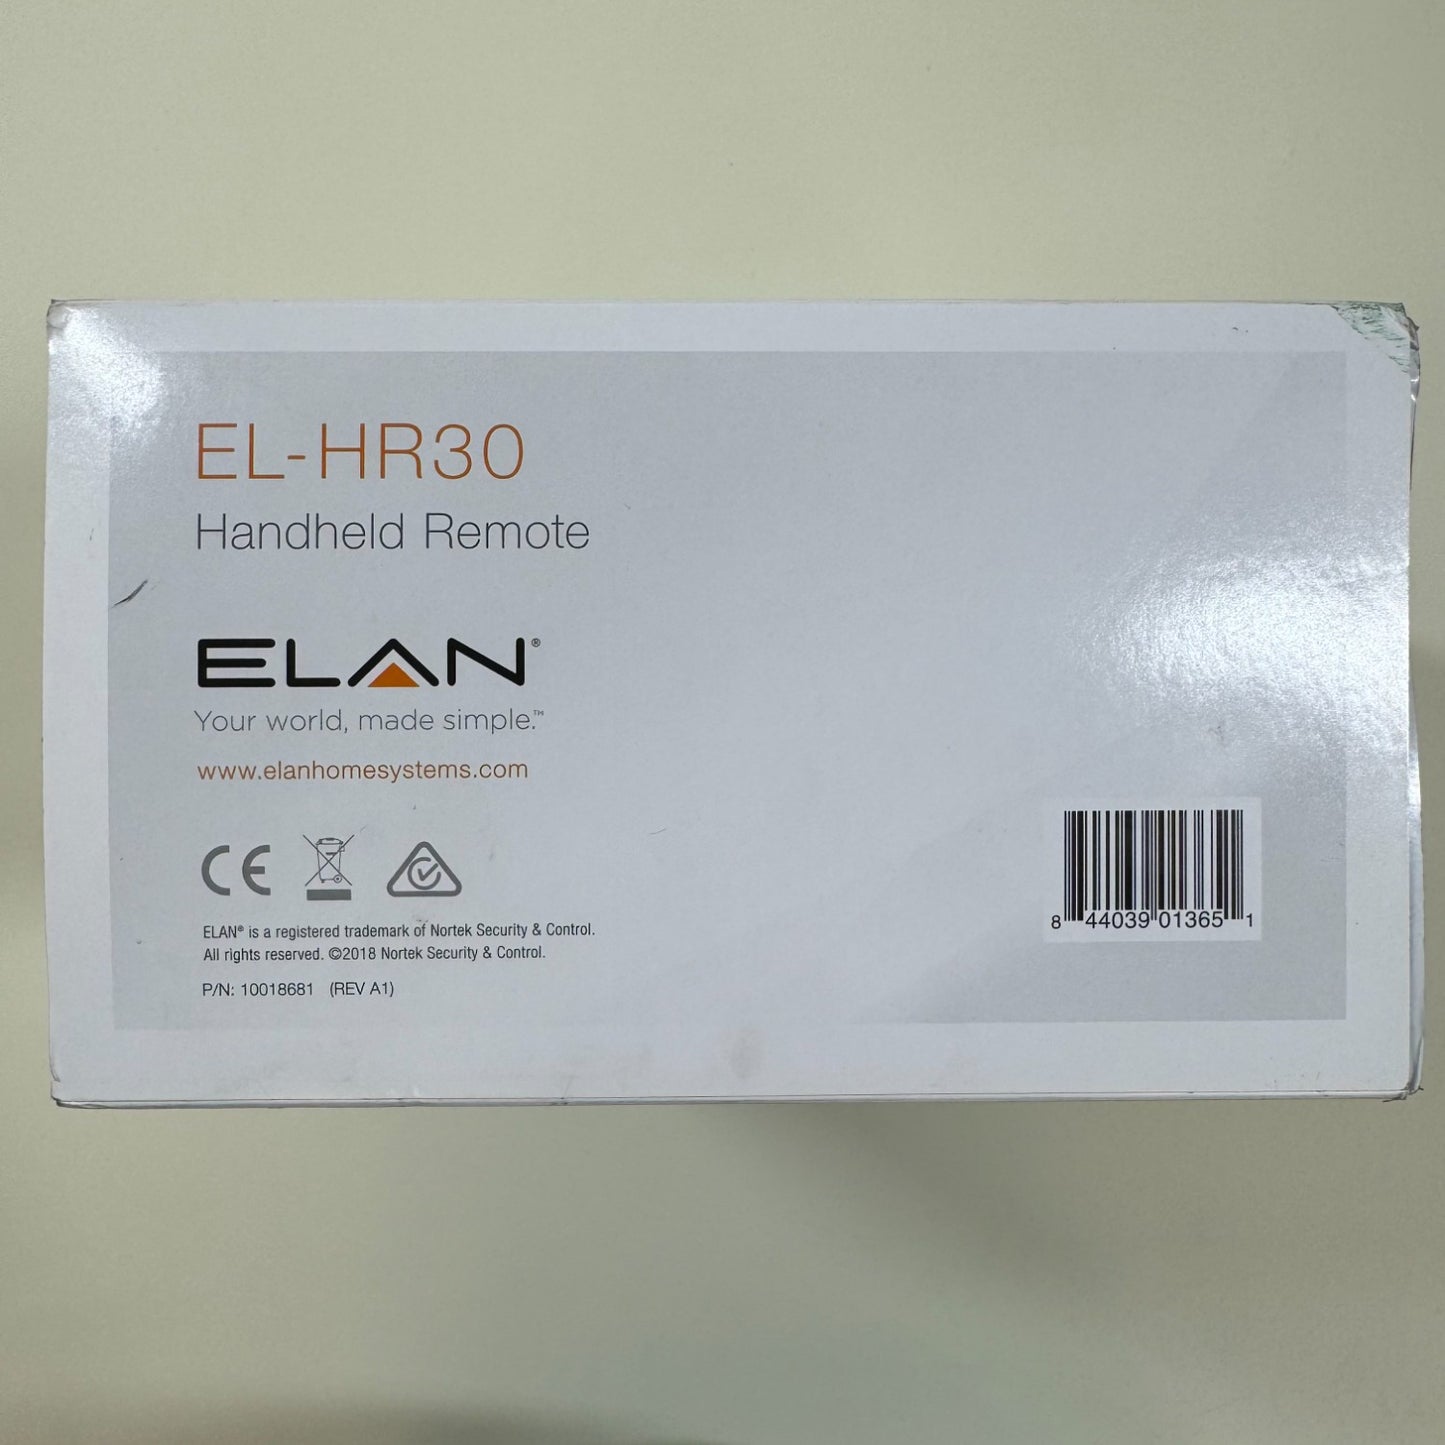 EL-HR30
Handheld Remote
ELAN®
Your world, made simple.™
www.elanhomesystems.com
CE
ELAN® is a registered trademark of Nortek Security & Control.
All rights reserved. ©2018 Nortek Security & Control.
P/N: 10018681 (REV A1)
8 44039 01365 1